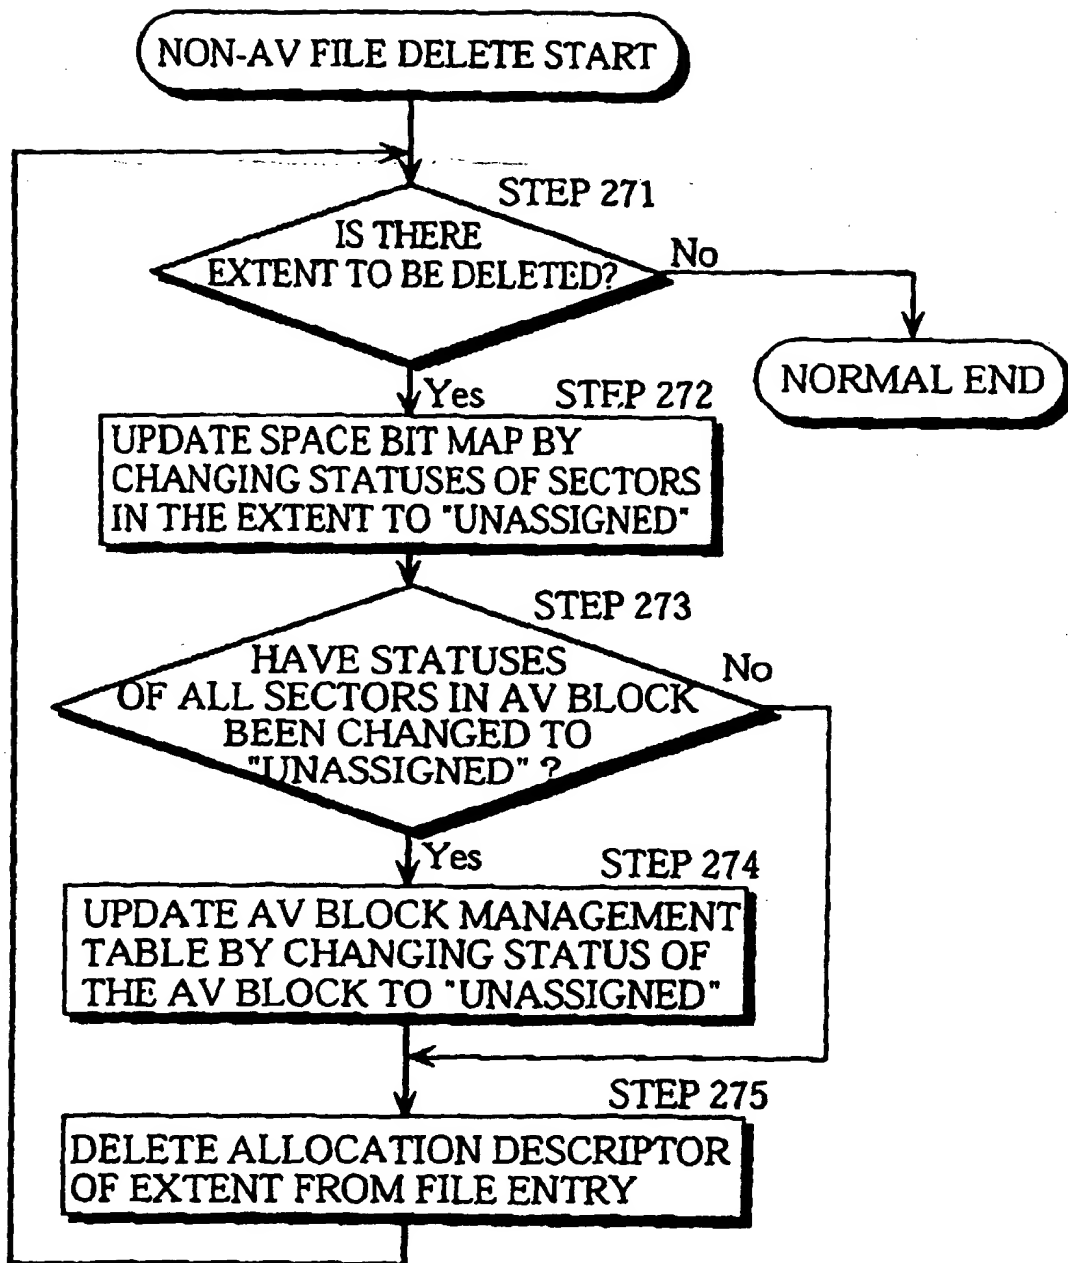 NON-AV FILE DELETE START
STEP 271
IS THERE
EXTENT TO BE DELETED?
No
NORMAL END
Yes
STEP 272
UPDATE SPACE BIT MAP BY
CHANGING STATUSES OF SECTORS
IN THE EXTENT TO "UNASSIGNED"
STEP 273
HAVE STATUSES
OF ALL SECTORS IN AV BLOCK
BEEN CHANGED TO
"UNASSIGNED" ?
No
Yes
STEP 274
UPDATE AV BLOCK MANAGEMENT
TABLE BY CHANGING STATUS OF
THE AV BLOCK TO "UNASSIGNED"
STEP 275
DELETE ALLOCATION DESCRIPTOR
OF EXTENT FROM FILE ENTRY